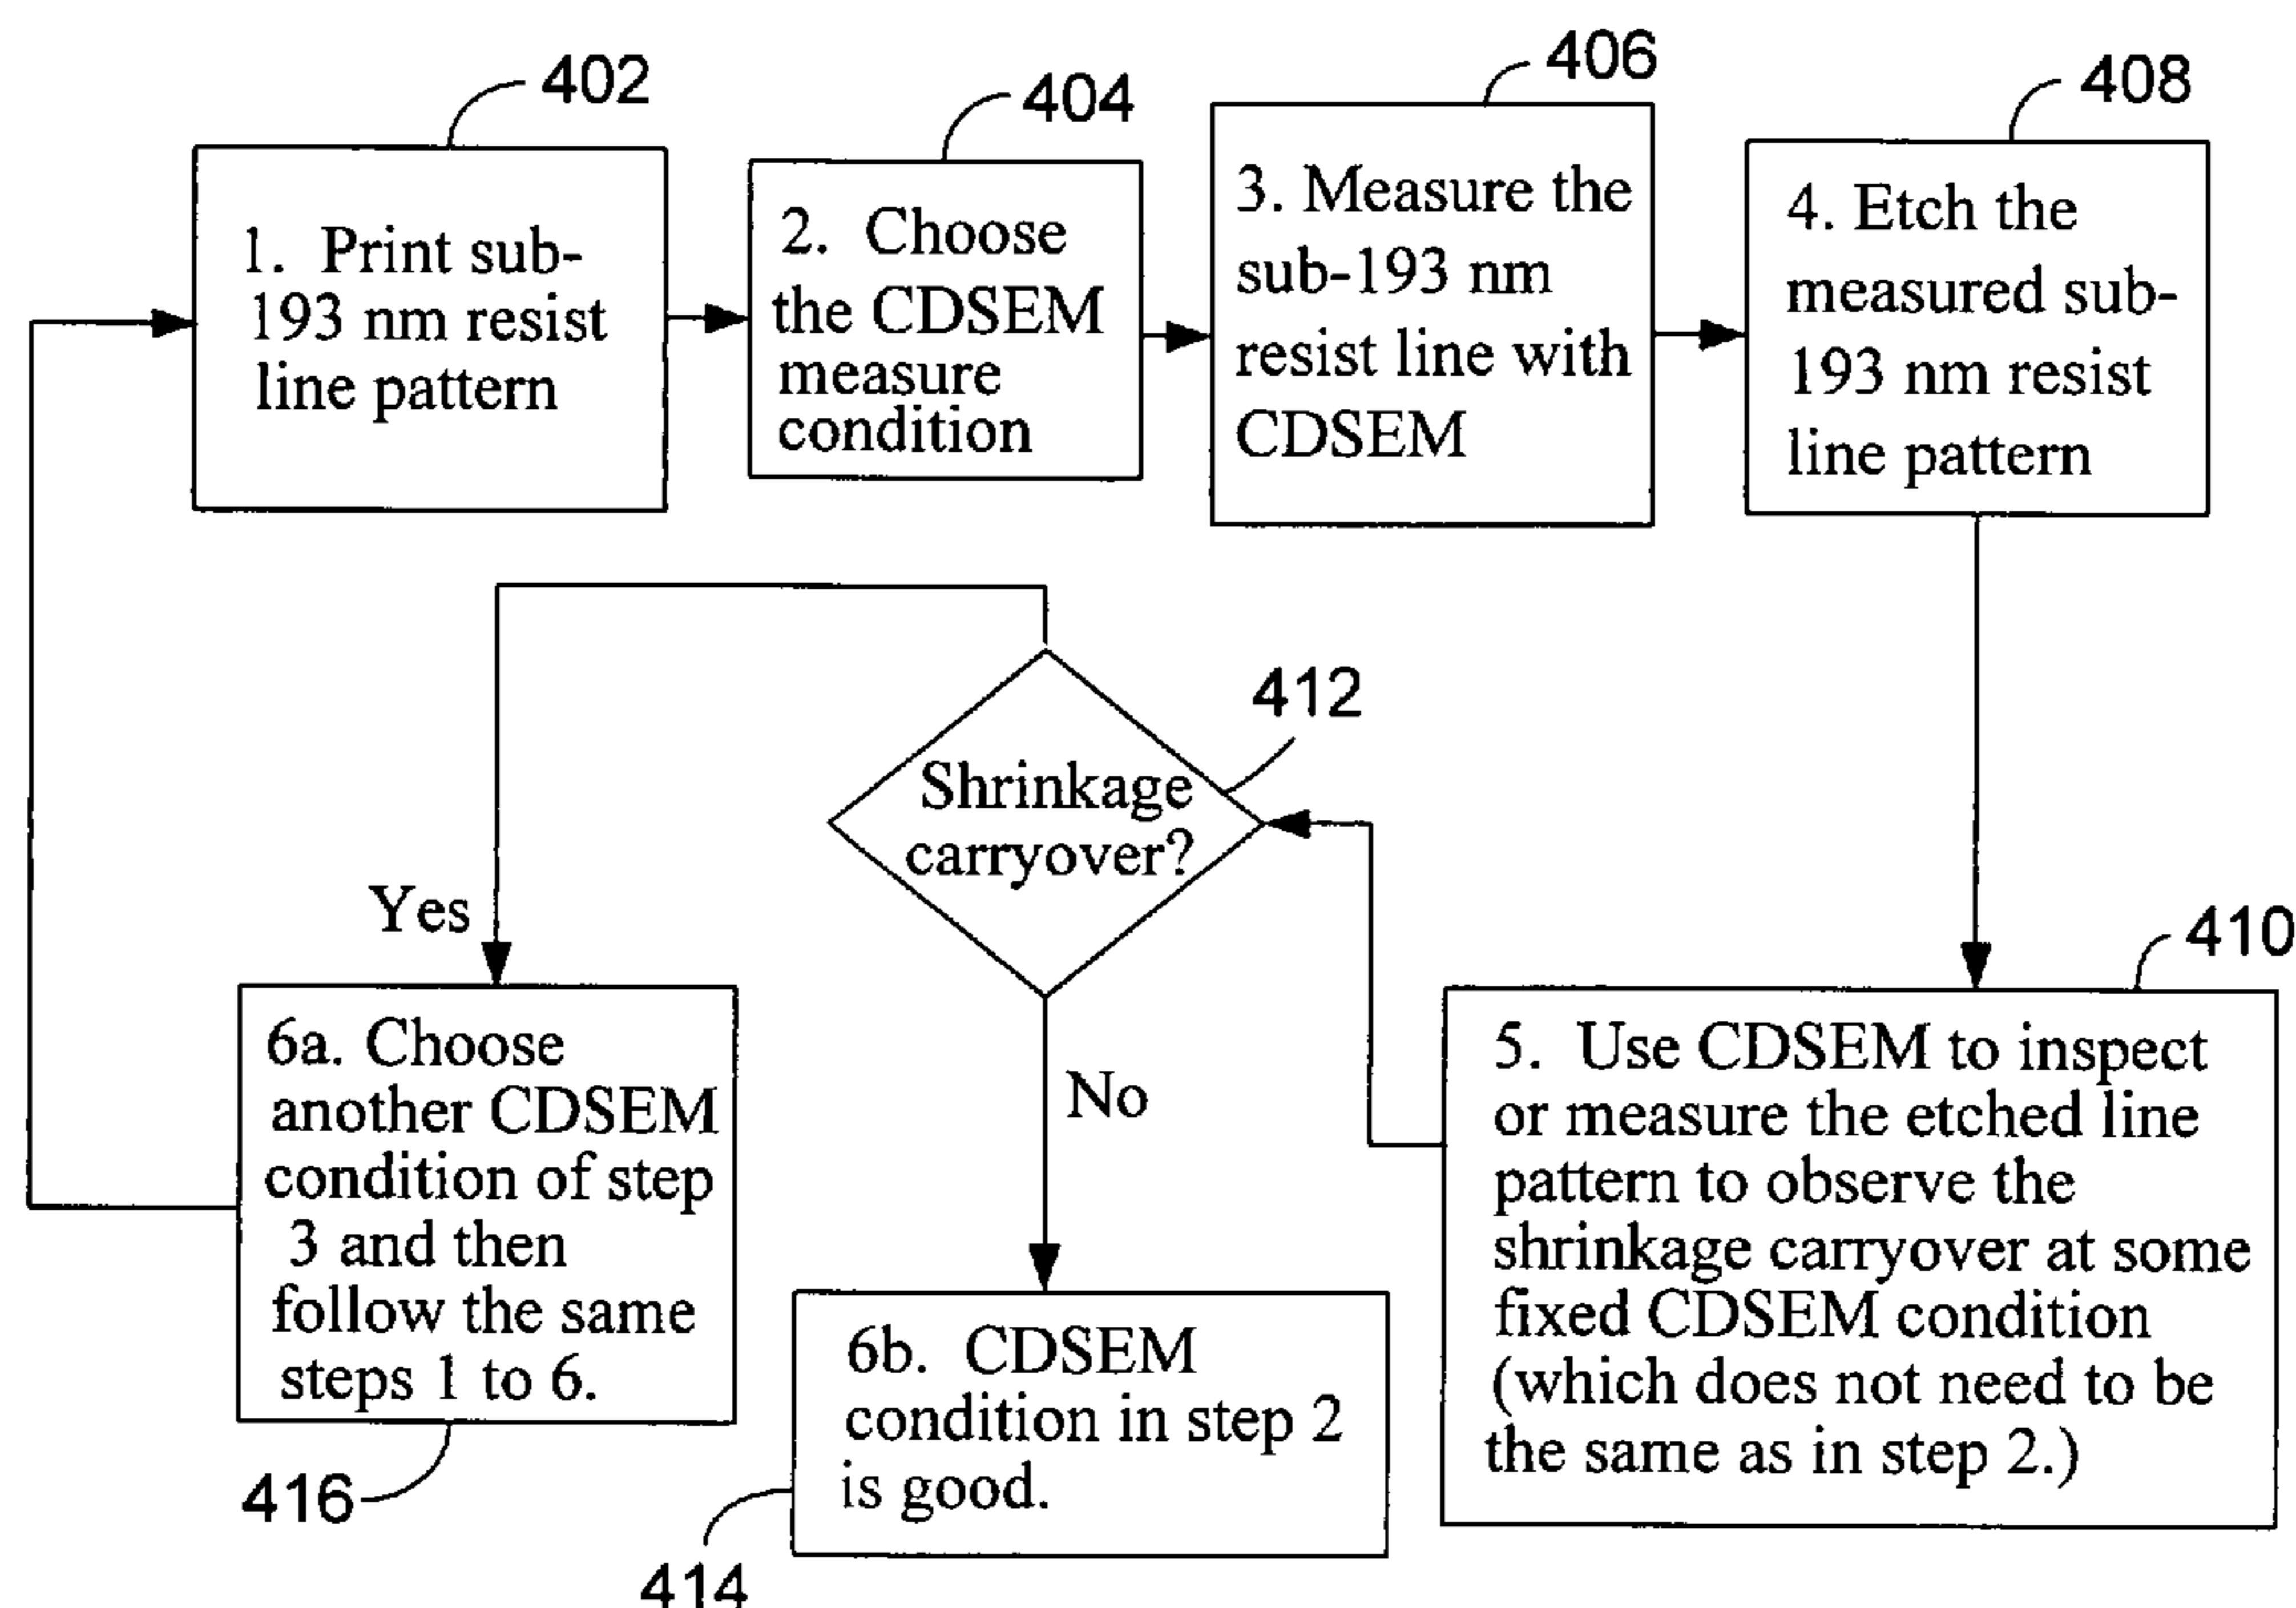 402
1. Print sub-
193 nm resist
line pattern
404
2. Choose
the CDSEM
measure
condition
406
3. Measure the
sub-193 nm
resist line with
CDSEM
408
4. Etch the
measured sub-
193 nm resist
line pattern
410
5. Use CDSEM to inspect
or measure the etched line
pattern to observe the
shrinkage carryover at some
fixed CDSEM condition
(which does not need to be
the same as in step 2.)
412
Shrinkage
carryover?
Yes
No
6a. Choose
another CDSEM
condition of step
3 and then
follow the same
steps 1 to 6.
416
6b. CDSEM
condition in step 2
is good.
414